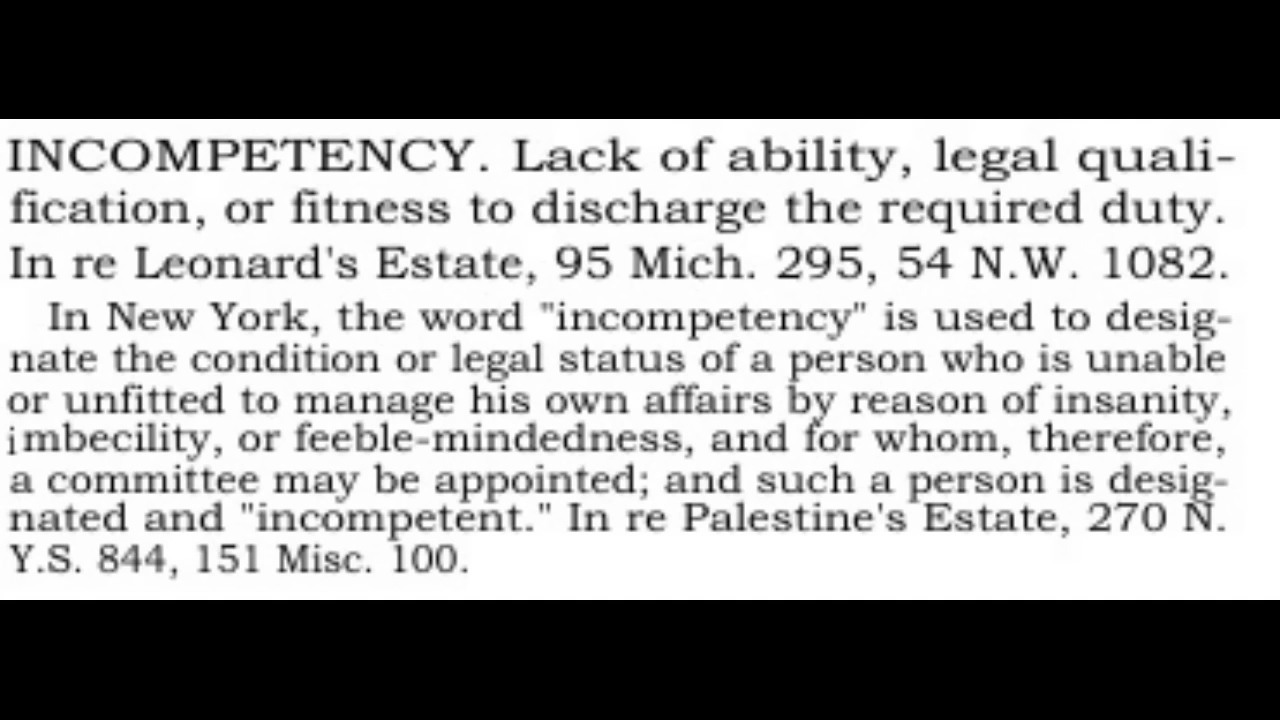 INCOMPETENCY. Lack of ability, legal quali-
fication, or fitness to discharge the required duty.
In re Leonard's Estate, 95 Mich. 295, 54 N.W. 1082.
In New York, the word "incompetency" is used to desig-
nate the condition or legal status of a person who is unable
or unfitted to manage his own affairs by reason of insanity,
imbecility, or feeble-mindedness, and for whom, therefore,
a committee may be appointed; and such a person is desig-
nated and "incompetent." In re Palestine's Estate, 270 N.
Y.S. 844, 151 Misc. 100.